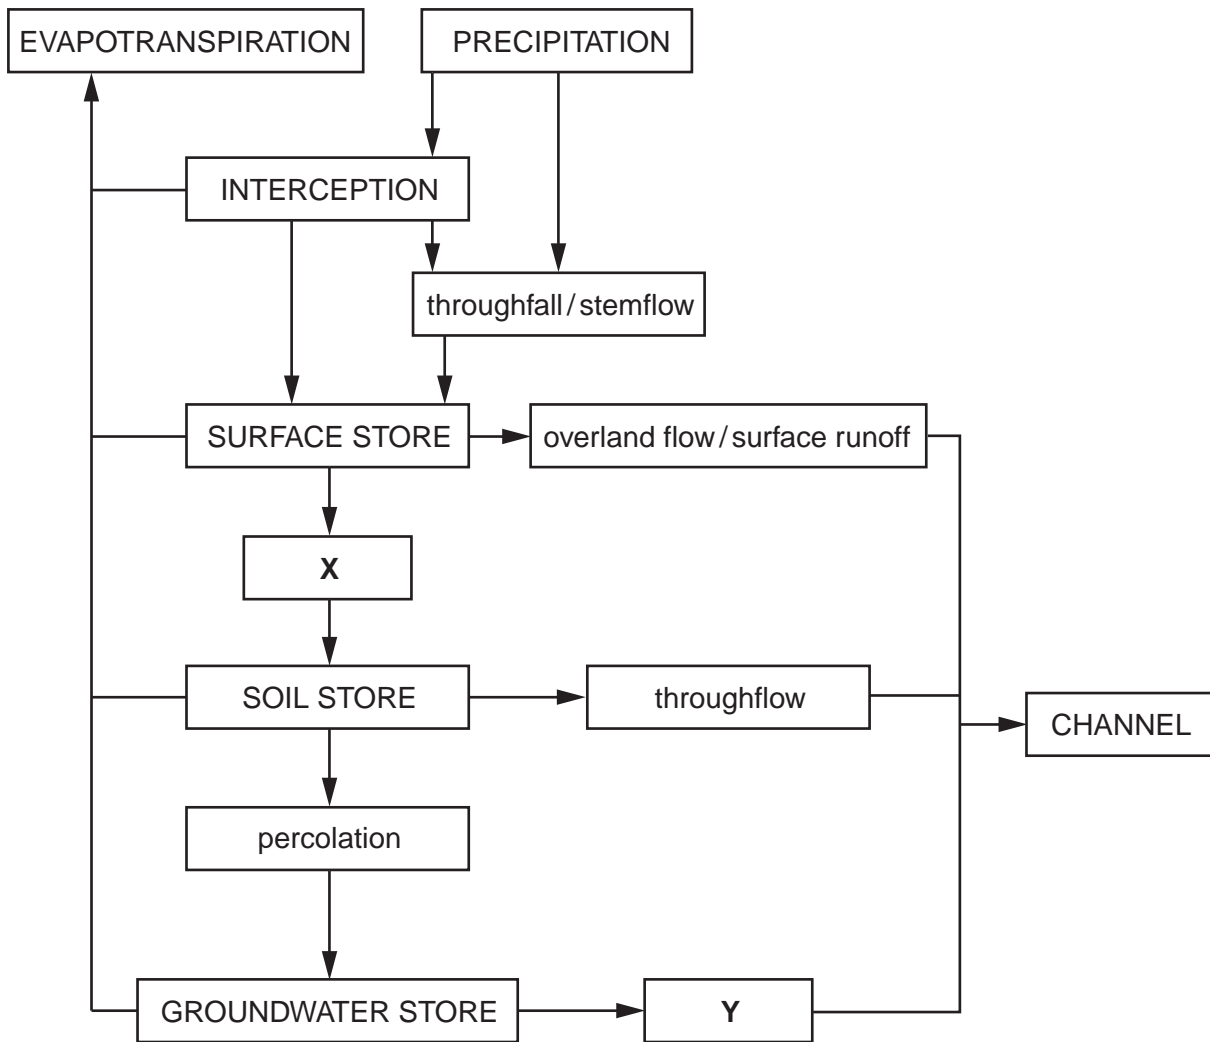 EVAPOTRANSPIRATION
PRECIPITATION
INTERCEPTION
throughfall / stemflow
SURFACE STORE
overland flow / surface runoff
X
SOIL STORE
throughflow
CHANNEL
percolation
GROUNDWATER STORE
Y